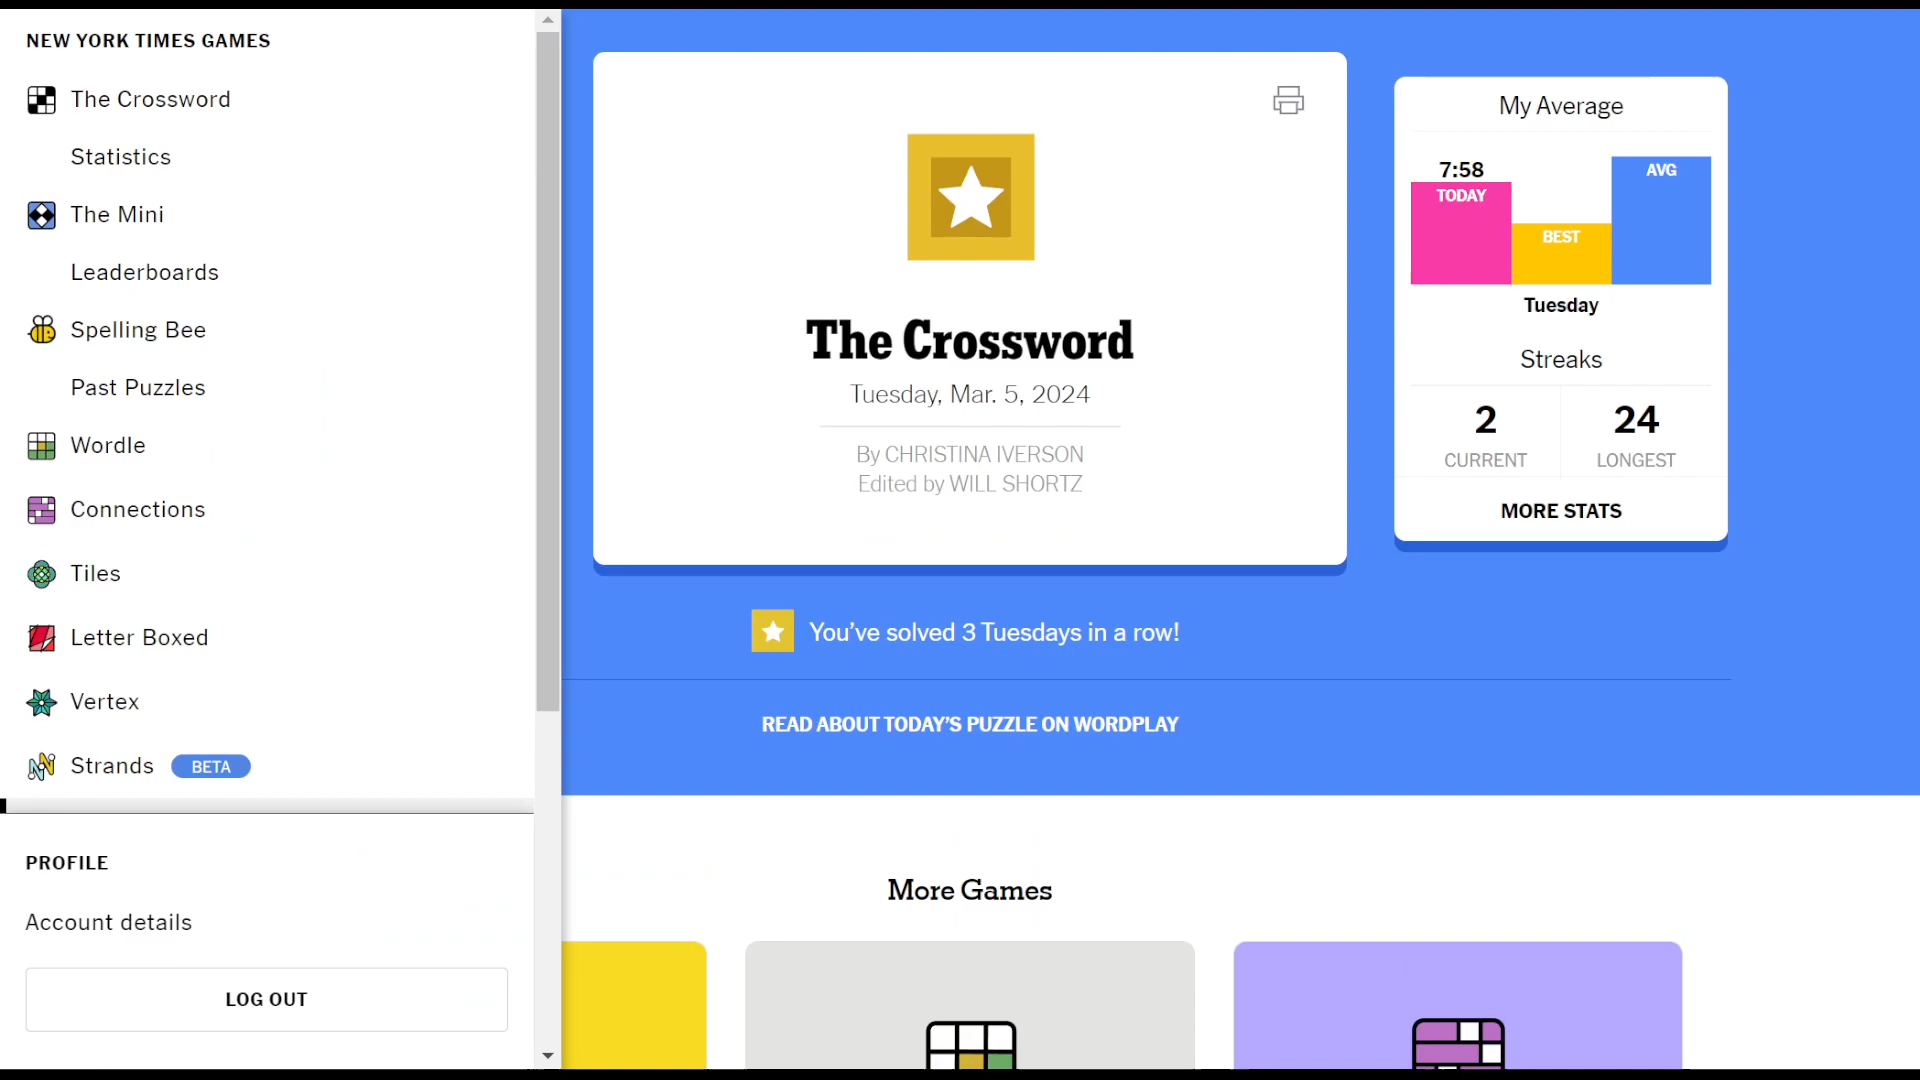 NEW YORK TIMES GAMES
The Crossword
Statistics
The Mini
Leaderboards
Spelling Bee
Past Puzzles
Wordle
Connections
Tiles
Letter Boxed
Vertex
Strands BETA
PROFILE
Account details
LOG OUT
The Crossword
Tuesday, Mar. 5, 2024
By CHRISTINA IVERSON
Edited by WILL SHORTZ
My Average
7:58
TODAY
BEST
AVG
Tuesday
Streaks
2 24
CURRENT LONGEST
MORE STATS
You’ve solved 3 Tuesdays in a row!
READ ABOUT TODAY’S PUZZLE ON WORDPLAY
More Games